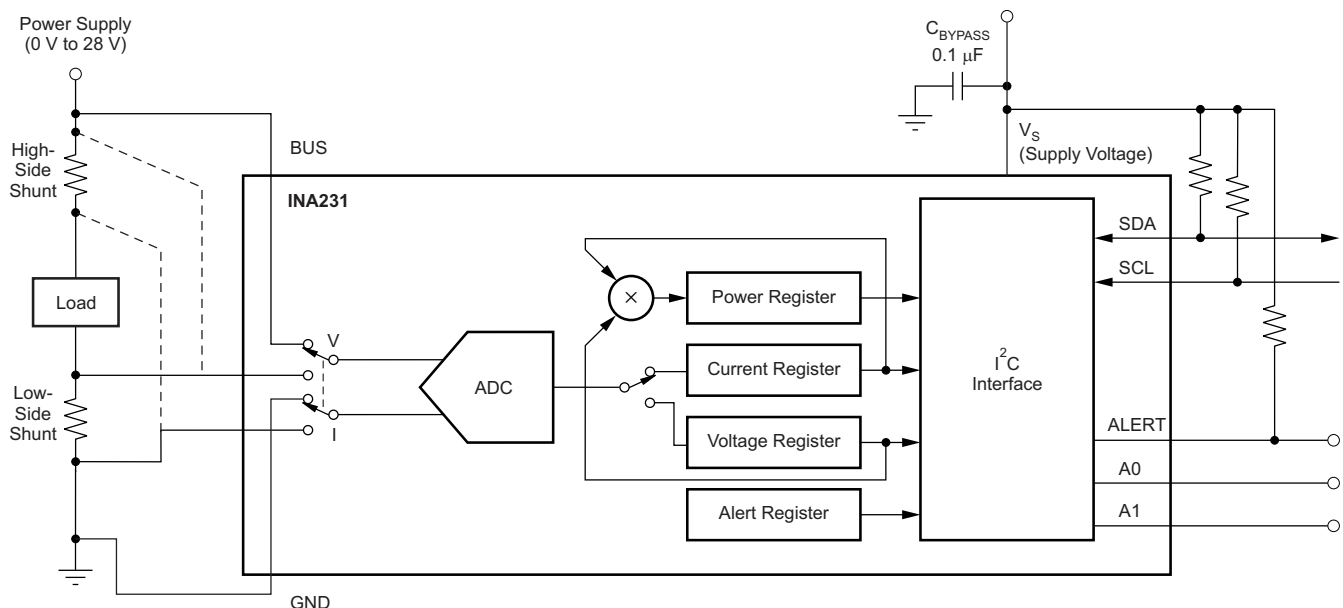 Power Supply
(0 V to 28 V)
C_BYPASS
0.1 μF
High-
Side
Shunt
BUS
V_S
(Supply Voltage)
INA231
SDA
SCL
Load
V
×
Power Register
ADC
Current Register
I²C
Interface
Low-
Side
Shunt
I
Voltage Register
ALERT
A0
Alert Register
A1
GND